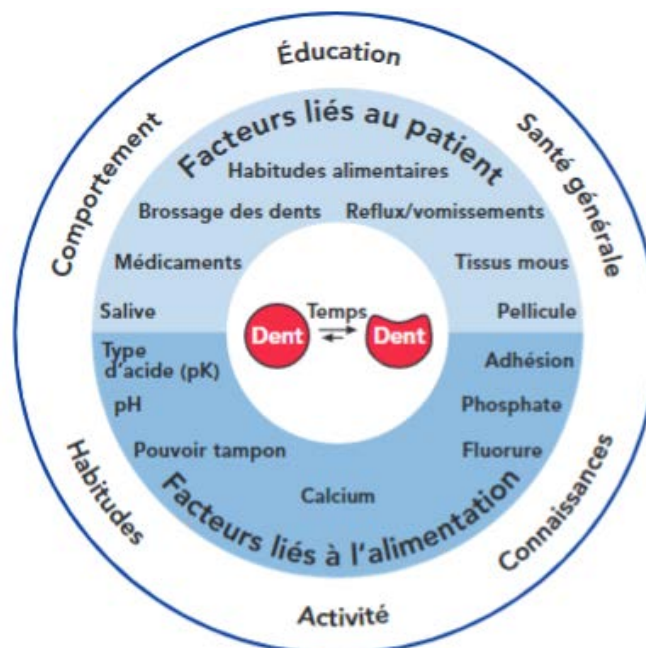 Éducation
Comportement
Santé générale
Facteurs liés au patient
Habitudes alimentaires
Brossage des dents
Reflux/vomissements
Médicaments
Tissus mous
Salive
Pellicule
Temps
Dent
Dent
Type
d'acide (pK)
Adhésion
pH
Phosphate
Pouvoir tampon
Fluorure
Calcium
Facteurs liés à l'alimentation
Habitudes
Connaissances
Activité